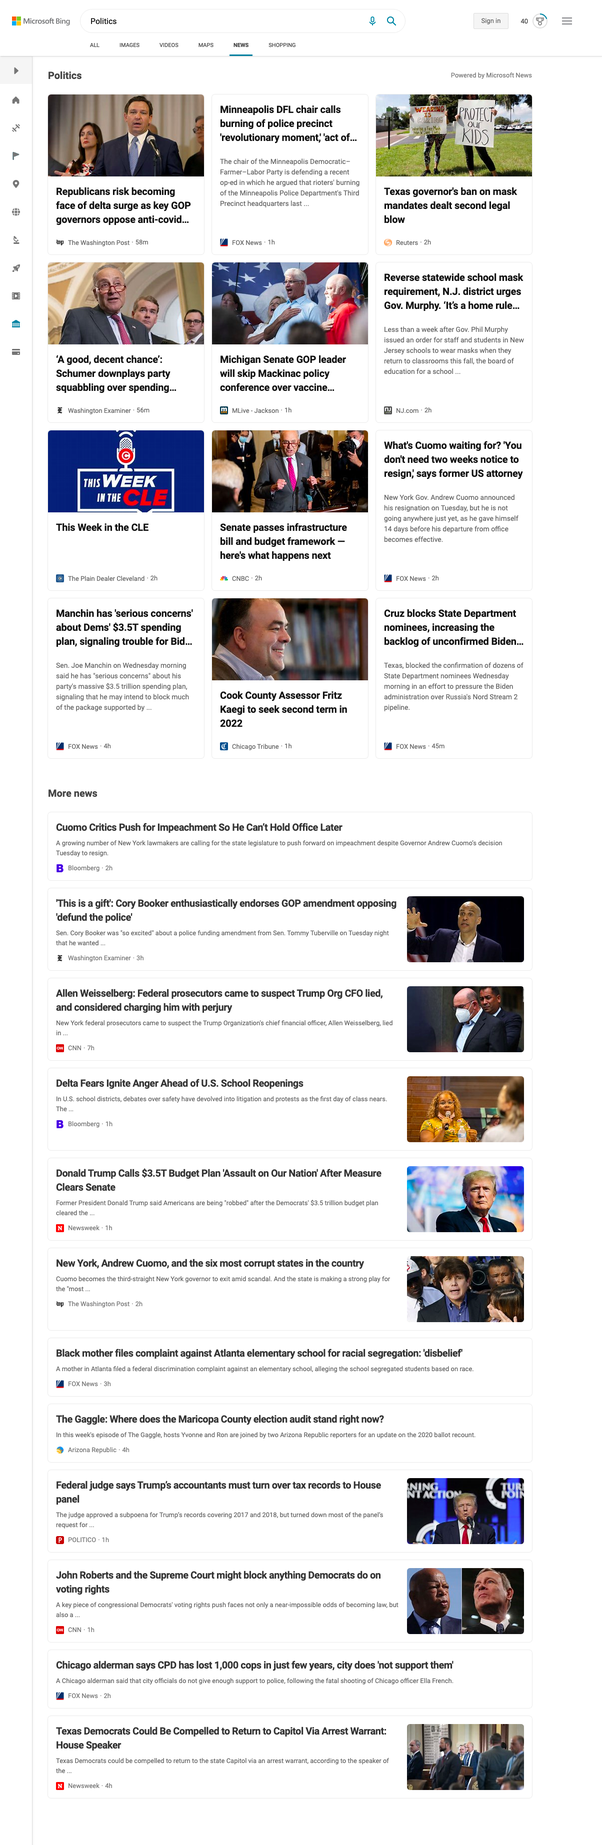 Microsoft Bing
Politics
Sign in
40
ALL
IMAGES
VIDEOS
MAPS
NEWS
SHOPPING
Politics
Powered by Microsoft News
Republicans risk becoming
face of delta surge as key GOP
governors oppose anti-covid...
The Washington Post · 58m
Minneapolis DFL chair calls
burning of police precinct
'revolutionary moment,' 'act of...
The chair of the Minneapolis Democratic–
Farmer–Labor Party is defending a recent
op-ed in which he argued that rioters' burning
of the Minneapolis Police Department's Third
Precinct headquarters last ...
FOX News · 1h
PROTECT
OUR
KIDS
Texas governor's ban on mask
mandates dealt second legal
blow
Reuters · 2h
'A good, decent chance':
Schumer downplays party
squabbling over spending...
Washington Examiner · 56m
Michigan Senate GOP leader
will skip Mackinac policy
conference over vaccine...
MLive - Jackson · 1h
Reverse statewide school mask
requirement, N.J. district urges
Gov. Murphy. 'It's a home rule...
Less than a week after Gov. Phil Murphy
issued an order for staff and students in New
Jersey schools to wear masks when they
return to classrooms this fall, the board of
education for a school ...
NJ.com · 2h
THIS WEEK
IN THE CLE
This Week in the CLE
The Plain Dealer Cleveland · 2h
Senate passes infrastructure
bill and budget framework —
here's what happens next
CNBC · 2h
What's Cuomo waiting for? 'You
don't need two weeks notice to
resign,' says former US attorney
New York Gov. Andrew Cuomo announced
his resignation on Tuesday, but he is not
going anywhere just yet, as he gave himself
14 days before his departure from office
becomes effective.
FOX News · 2h
Manchin has 'serious concerns'
about Dems' $3.5T spending
plan, signaling trouble for Bid...
Sen. Joe Manchin on Wednesday morning
said he has "serious concerns" about his
party's massive $3.5 trillion spending plan,
signaling that he may intend to block much
of the package supported by ...
FOX News · 4h
Cook County Assessor Fritz
Kaegi to seek second term in
2022
Chicago Tribune · 1h
Cruz blocks State Department
nominees, increasing the
backlog of unconfirmed Biden...
Texas, blocked the confirmation of dozens of
State Department nominees Wednesday
morning in an effort to pressure the Biden
administration over Russia's Nord Stream 2
pipeline.
FOX News · 45m
More news
Cuomo Critics Push for Impeachment So He Can't Hold Office Later
A growing number of New York lawmakers are calling for the state legislature to push forward on impeachment despite Governor Andrew Cuomo's decision
Tuesday to resign.
Bloomberg · 2h
'This is a gift': Cory Booker enthusiastically endorses GOP amendment opposing
'defund the police'
Sen. Cory Booker was "so excited" about a police funding amendment from Sen. Tommy Tuberville on Tuesday night
that he wanted ...
Washington Examiner · 3h
Allen Weisselberg: Federal prosecutors came to suspect Trump Org CFO lied,
and considered charging him with perjury
New York federal prosecutors came to suspect the Trump Organization's chief financial officer, Allen Weisselberg, lied
in ...
CNN · 7h
Delta Fears Ignite Anger Ahead of U.S. School Reopenings
In U.S. school districts, debates over safety have devolved into litigation and protests as the first day of class nears.
The ...
Bloomberg · 1h
Donald Trump Calls $3.5T Budget Plan 'Assault on Our Nation' After Measure
Clears Senate
Former President Donald Trump said Americans are being "robbed" after the Democrats' $3.5 trillion budget plan
cleared the ...
Newsweek · 1h
New York, Andrew Cuomo, and the six most corrupt states in the country
Cuomo becomes the third-straight New York governor to exit amid scandal. And the state is making a strong play for
the "most ...
The Washington Post · 2h
Black mother files complaint against Atlanta elementary school for racial segregation: 'disbelief'
A mother in Atlanta filed a federal discrimination complaint against an elementary school, alleging the school segregated students based on race.
FOX News · 3h
The Gaggle: Where does the Maricopa County election audit stand right now?
In this week's episode of The Gaggle, hosts Yvonne and Ron are joined by two Arizona Republic reporters for an update on the 2020 ballot recount.
Arizona Republic · 4h
Federal judge says Trump's accountants must turn over tax records to House
panel
The judge approved a subpoena for Trump's records covering 2017 and 2018, but turned down most of the panel's
request for ...
POLITICO · 1h
John Roberts and the Supreme Court might block anything Democrats do on
voting rights
A key piece of congressional Democrats' voting rights push faces not only a near-impossible odds of becoming law, but
also a ...
CNN · 1h
Chicago alderman says CPD has lost 1,000 cops in just few years, city does 'not support them'
A Chicago alderman said that city officials do not give enough support to police, following the fatal shooting of Chicago officer Ella French.
FOX News · 2h
Texas Democrats Could Be Compelled to Return to Capitol Via Arrest Warrant:
House Speaker
Texas Democrats could be compelled to return to the state Capitol via an arrest warrant, according to the speaker of
the ...
Newsweek · 4h